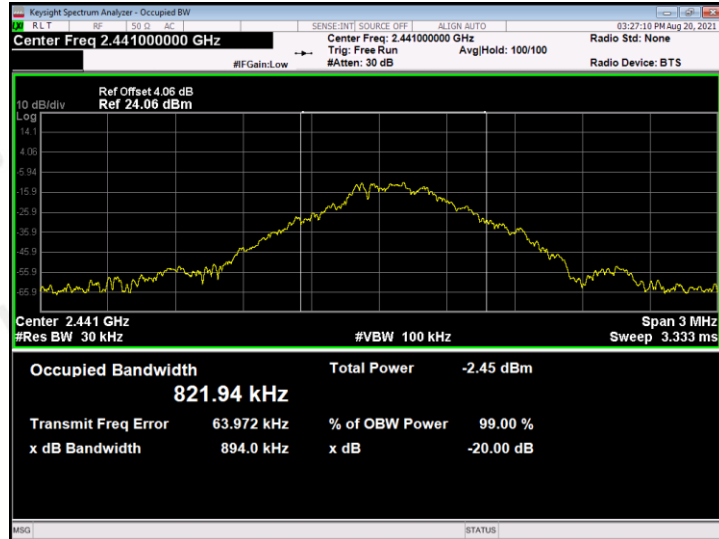 Keysight Spectrum Analyzer - Occupied BW
RLT RF 50 Ω AC SENSE:INT SOURCE OFF ALIGN AUTO 03:27:10 PM Aug 20, 2021
Center Freq 2.441000000 GHz Center Freq: 2.441000000 GHz Radio Std: None
Trig: Free Run Avg|Hold: 100/100
#IFGain:Low #Atten: 30 dB Radio Device: BTS
Ref Offset 4.06 dB
10 dB/div Ref 24.06 dBm
Log
14.1
4.06
-5.94
-15.9
-25.9
-35.9
-45.9
-55.9
-65.9
Center 2.441 GHz Span 3 MHz
#Res BW 30 kHz #VBW 100 kHz Sweep 3.333 ms
Occupied Bandwidth Total Power -2.45 dBm
821.94 kHz
Transmit Freq Error 63.972 kHz % of OBW Power 99.00 %
x dB Bandwidth 894.0 kHz x dB -20.00 dB
MSG STATUS